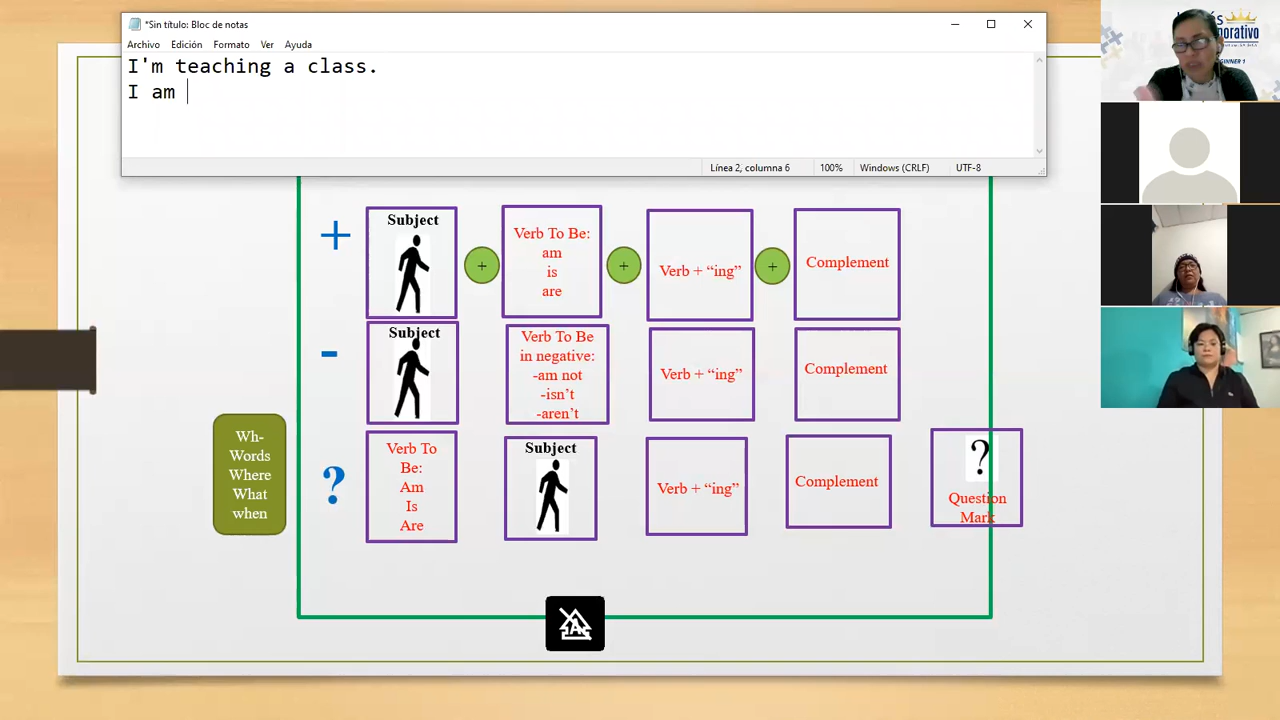 *Sin título: Bloc de notas
Archivo Edición Formato Ver Ayuda
I'm teaching a class.
I am
Línea 2, columna 6 100% Windows (CRLF) UTF-8
+
Subject
+
Verb To Be:
am
is
are
+
Verb + “ing”
+
Complement
-
Subject
Verb To Be
in negative:
-am not
-isn’t
-aren’t
Verb + “ing”
Complement
Wh-
Words
Where
What
when
?
Verb To
Be:
Am
Is
Are
Subject
Verb + “ing”
Complement
?
Question
Mark